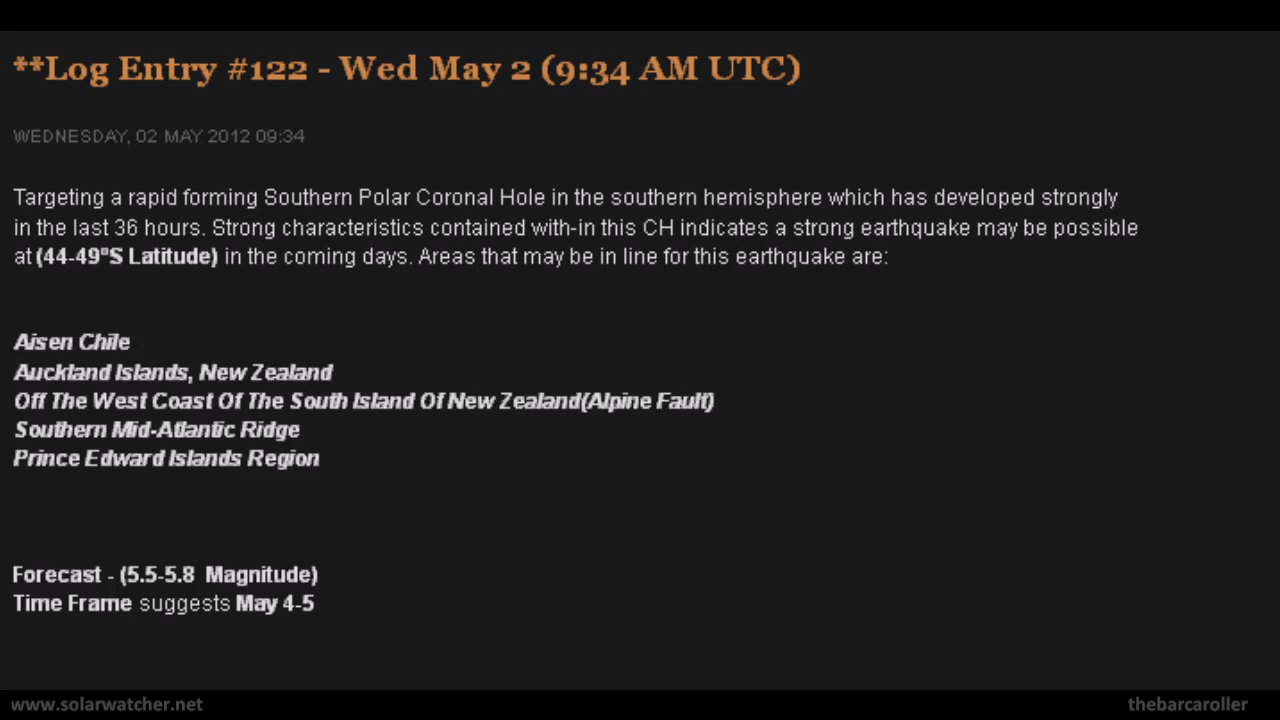 **Log Entry #122 - Wed May 2 (9:34 AM UTC)
WEDNESDAY, 02 MAY 2012 09:34
Targeting a rapid forming Southern Polar Coronal Hole in the southern hemisphere which has developed strongly
in the last 36 hours. Strong characteristics contained with-in this CH indicates a strong earthquake may be possible
at (44-49°S Latitude) in the coming days. Areas that may be in line for this earthquake are:
Aisen Chile
Auckland Islands, New Zealand
Off The West Coast Of The South Island Of New Zealand(Alpine Fault)
Southern Mid-Atlantic Ridge
Prince Edward Islands Region
Forecast - (5.5-5.8 Magnitude)
Time Frame suggests May 4-5
www.solarwatcher.net
thebarcaroller